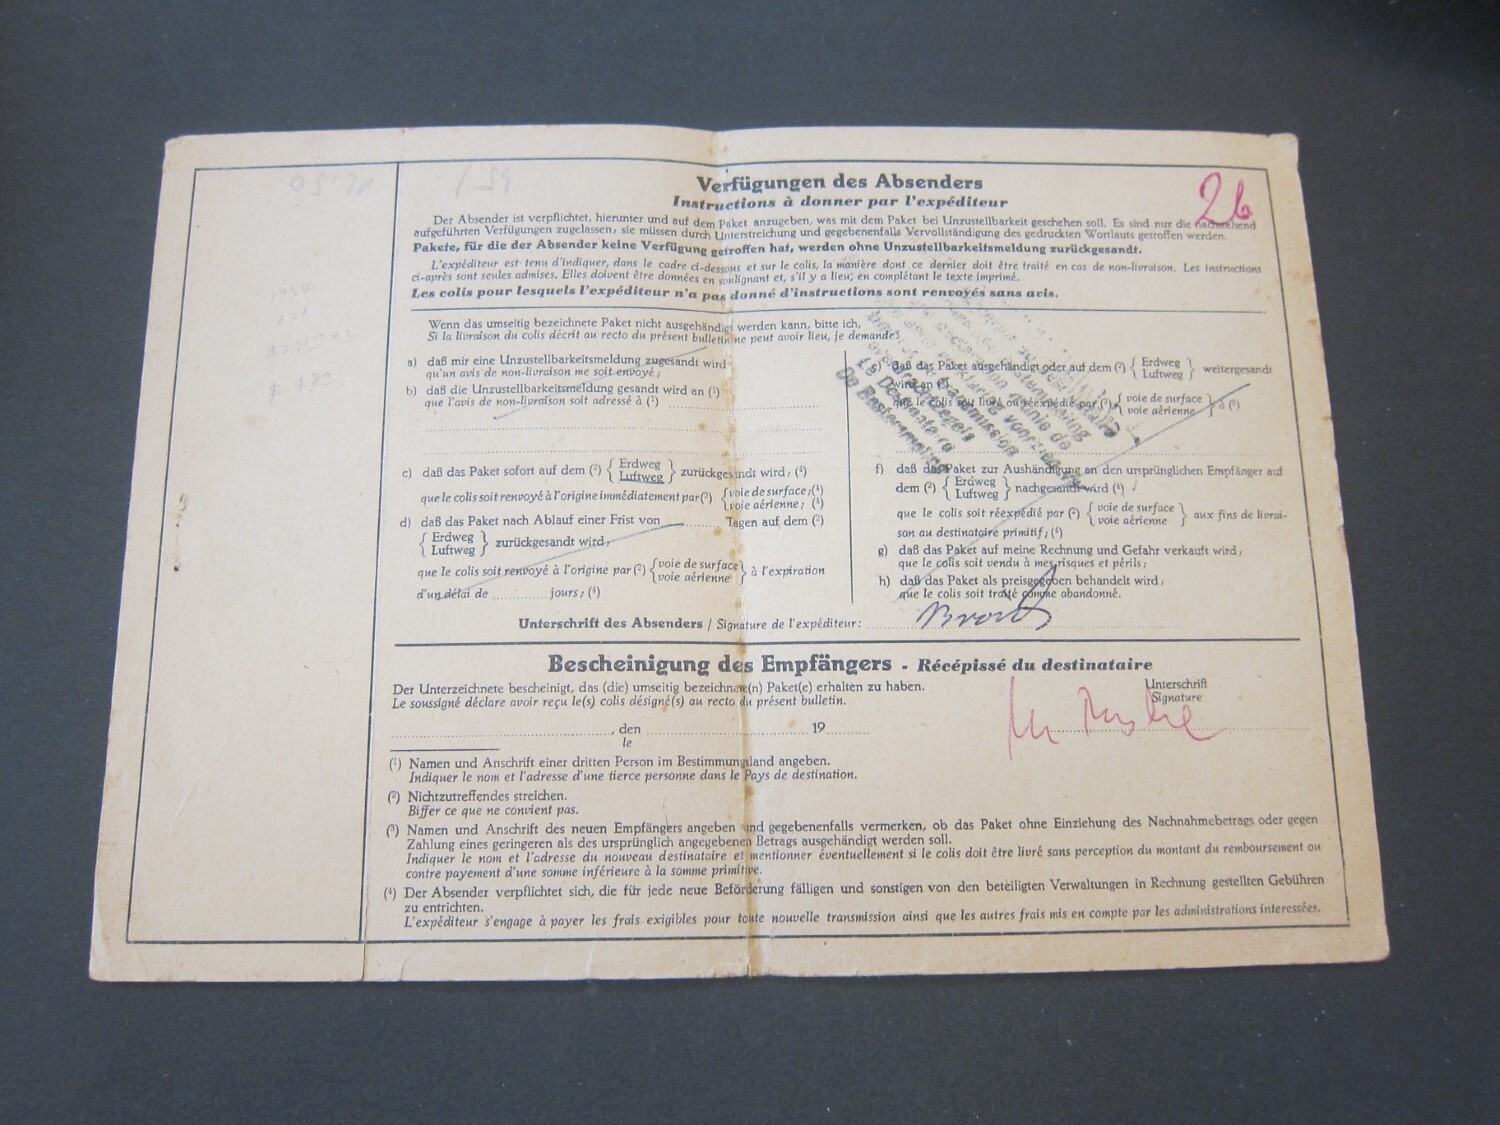 26
Verfügungen des Absenders
Instructions à donner par l'expéditeur
Der Absender ist verpflichtet, hierunter und auf dem Paket anzugeben, was mit dem Paket bei Unzustellbarkeit geschehen soll. Es sind nur die nachstehend
aufgeführten Verfügungen zugelassen; sie müssen durch Unterstreichung und gegebenenfalls Vervollständigung des gedruckten Wortlauts getroffen werden.
Pakete, für die der Absender keine Verfügung getroffen hat, werden ohne Unzustellbarkeitsmeldung zurückgesandt.
L'expéditeur est tenu d'indiquer, dans le cadre ci-dessous et sur le colis, la manière dont ce dernier doit être traité en cas de non-livraison. Les instructions
ci-après sont seules admises. Elles doivent être données en soulignant et, s'il y a lieu, en complétant le texte imprimé.
Les colis pour lesquels l'expéditeur n'a pas donné d'instructions sont renvoyés sans avis.
Wenn das umseitig bezeichnete Paket nicht ausgehändigt werden kann, bitte ich,
Si la livraison du colis décrit au recto du présent bulletin ne peut avoir lieu, je demande:
a) daß mir eine Unzustellbarkeitsmeldung zugesandt wird
qu'un avis de non-livraison me soit envoyé;
b) daß die Unzustellbarkeitsmeldung gesandt wird an (1)
que l'avis de non-livraison soit adressé à (1)
c) daß das Paket sofort auf dem (2) { Erdweg
Luftweg } zurückgesandt wird; (4)
que le colis soit renvoyé à l'origine immédiatement par (2) { voie de surface; (4)
voie aérienne; (4)
d) daß das Paket nach Ablauf einer Frist von Tagen auf dem (2)
{ Erdweg
Luftweg } zurückgesandt wird;
que le colis soit renvoyé à l'origine par (2) { voie de surface
voie aérienne } à l'expiration
d'un délai de jours; (4)
daß das Paket ausgehändigt oder auf dem (2) { Erdweg
Luftweg } weitergesandt
wird an (3)
que le colis soit livré ou réexpédié par (2) { voie de surface
voie aérienne } à (3)
Le Destinataire
f) daß das Paket zur Aushändigung an den ursprünglichen Empfänger auf
dem (2) { Erdweg
Luftweg } nachgesandt wird (4)
que le colis soit réexpédié par (2) { voie de surface
voie aérienne } aux fins de livrai-
son au destinataire primitif; (4)
g) daß das Paket auf meine Rechnung und Gefahr verkauft wird;
que le colis soit vendu à mes risques et périls;
h) daß das Paket als preisgegeben behandelt wird;
que le colis soit traité comme abandonné.
Unterschrift des Absenders / Signature de l'expéditeur:
Bescheinigung des Empfängers - Récépissé du destinataire
Der Unterzeichnete bescheinigt, das (die) umseitig bezeichnete(n) Paket(e) erhalten zu haben.
Le soussigné déclare avoir reçu le(s) colis désigné(s) au recto du présent bulletin.
Unterschrift
Signature
, den 19
le
(1) Namen und Anschrift einer dritten Person im Bestimmungsland angeben.
Indiquer le nom et l'adresse d'une tierce personne dans le Pays de destination.
(2) Nichtzutreffendes streichen.
Biffer ce que ne convient pas.
(3) Namen und Anschrift des neuen Empfängers angeben und gegebenenfalls vermerken, ob das Paket ohne Einziehung des Nachnahmebetrags oder gegen
Zahlung eines geringeren als des ursprünglich angegebenen Betrags ausgehändigt werden soll.
Indiquer le nom et l'adresse du nouveau destinataire et mentionner éventuellement si le colis doit être livré sans perception du montant du remboursement ou
contre payement d'une somme inférieure à la somme primitive.
(4) Der Absender verpflichtet sich, die für jede neue Beförderung fälligen und sonstigen von den beteiligten Verwaltungen in Rechnung gestellten Gebühren
zu entrichten.
L'expéditeur s'engage à payer les frais exigibles pour toute nouvelle transmission ainsi que les autres frais mis en compte par les administrations interessées.